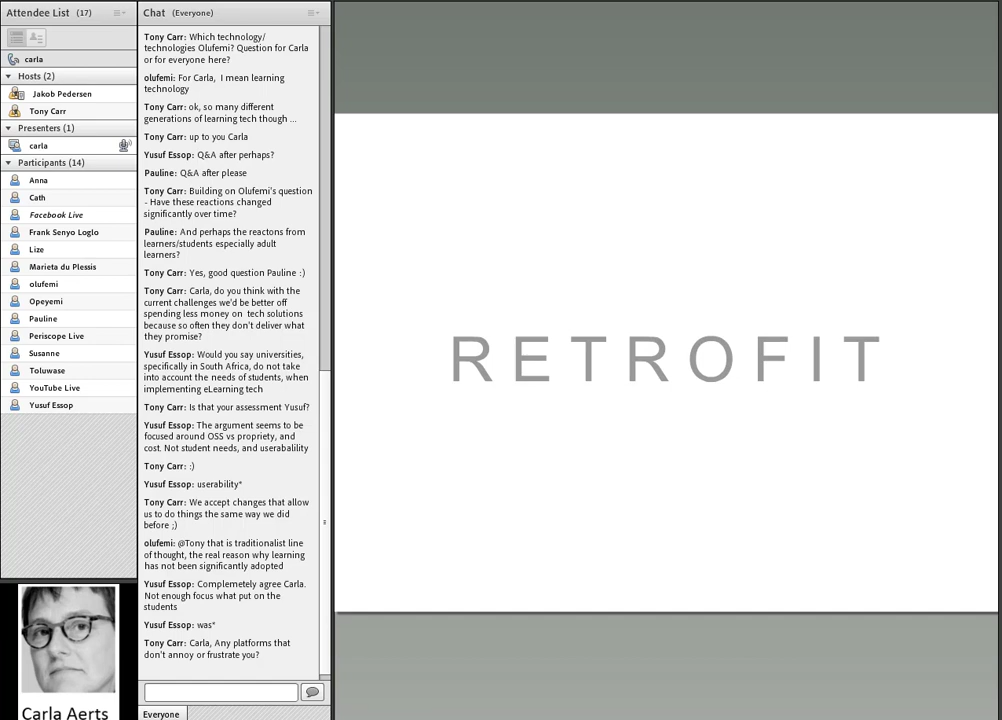 Attendee List (17)
carla
Hosts (2)
Jakob Pedersen
Tony Carr
Presenters (1)
carla
Participants (14)
Anna
Cath
Facebook Live
Frank Senyo Loglo
Lize
Marieta du Plessis
olufemi
Opeyemi
Pauline
Periscope Live
Susanne
Toluwase
YouTube Live
Yusuf Essop
Carla Aerts
Chat (Everyone)
Tony Carr: Which technology/
technologies Olufemi? Question for Carla
or for everyone here?
olufemi: For Carla, I mean learning
technology
Tony Carr: ok, so many different
generations of learning tech though ...
Tony Carr: up to you Carla
Yusuf Essop: Q&A after perhaps?
Pauline: Q&A after please
Tony Carr: Building on Olufemi's question
- Have these reactions changed
significantly over time?
Pauline: And perhaps the reactons from
learners/students especially adult
learners?
Tony Carr: Yes, good question Pauline :)
Tony Carr: Carla, do you think with the
current challenges we'd be better off
spending less money on tech solutions
because so often they don't deliver what
they promise?
Yusuf Essop: Would you say universities,
specifically in South Africa, do not take
into account the needs of students, when
implementing eLearning tech
Tony Carr: Is that your assessment Yusuf?
Yusuf Essop: The argument seems to be
focused around OSS vs propriety, and
cost. Not student needs, and userabalility
Tony Carr: :)
Yusuf Essop: userability*
Tony Carr: We accept changes that allow
us to do things the same way we did
before ;)
olufemi: @Tony that is traditionalist line
of thought, the real reason why learning
has not been significantly adopted
Yusuf Essop: Complemetely agree Carla.
Not enough focus what put on the
students
Yusuf Essop: was*
Tony Carr: Carla, Any platforms that
don't annoy or frustrate you?
Everyone
RETROFIT